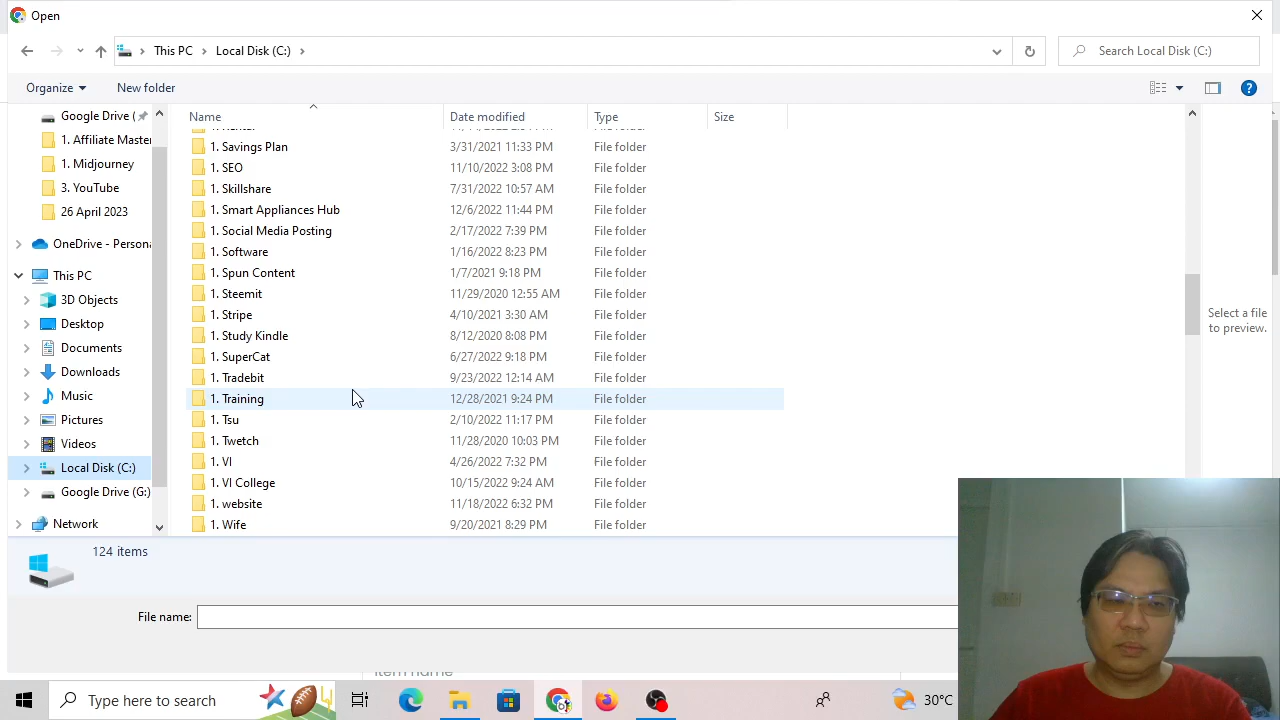 Open
This PC
Local Disk (C:)
Search Local Disk (C:)
Organize
New folder
Name
Date modified
Type
Size
Google Drive (
1. Affiliate Master
1. Midjourney
3. YouTube
26 April 2023
OneDrive - Persona
This PC
3D Objects
Desktop
Documents
Downloads
Music
Pictures
Videos
Local Disk (C:)
Google Drive (G:)
Network
1. Savings Plan 3/31/2021 11:33 PM File folder
1. SEO 11/10/2022 3:08 PM File folder
1. Skillshare 7/31/2022 10:57 AM File folder
1. Smart Appliances Hub 12/6/2022 11:44 PM File folder
1. Social Media Posting 2/17/2022 7:39 PM File folder
1. Software 1/16/2022 8:23 PM File folder
1. Spun Content 1/7/2021 9:18 PM File folder
1. Steemit 11/29/2020 12:55 AM File folder
1. Stripe 4/10/2021 3:30 AM File folder
1. Study Kindle 8/12/2020 8:08 PM File folder
1. SuperCat 6/27/2022 9:18 PM File folder
1. Tradebit 9/23/2022 12:14 AM File folder
1. Training 12/28/2021 9:24 PM File folder
1. Tsu 2/10/2022 11:17 PM File folder
1. Twetch 11/28/2020 10:03 PM File folder
1. VI 4/26/2022 7:32 PM File folder
1. VI College 10/15/2022 9:24 AM File folder
1. website 11/18/2022 6:32 PM File folder
1. Wife 9/20/2021 8:29 PM File folder
Select a file
to preview.
124 items
File name:
Type here to search
30°C